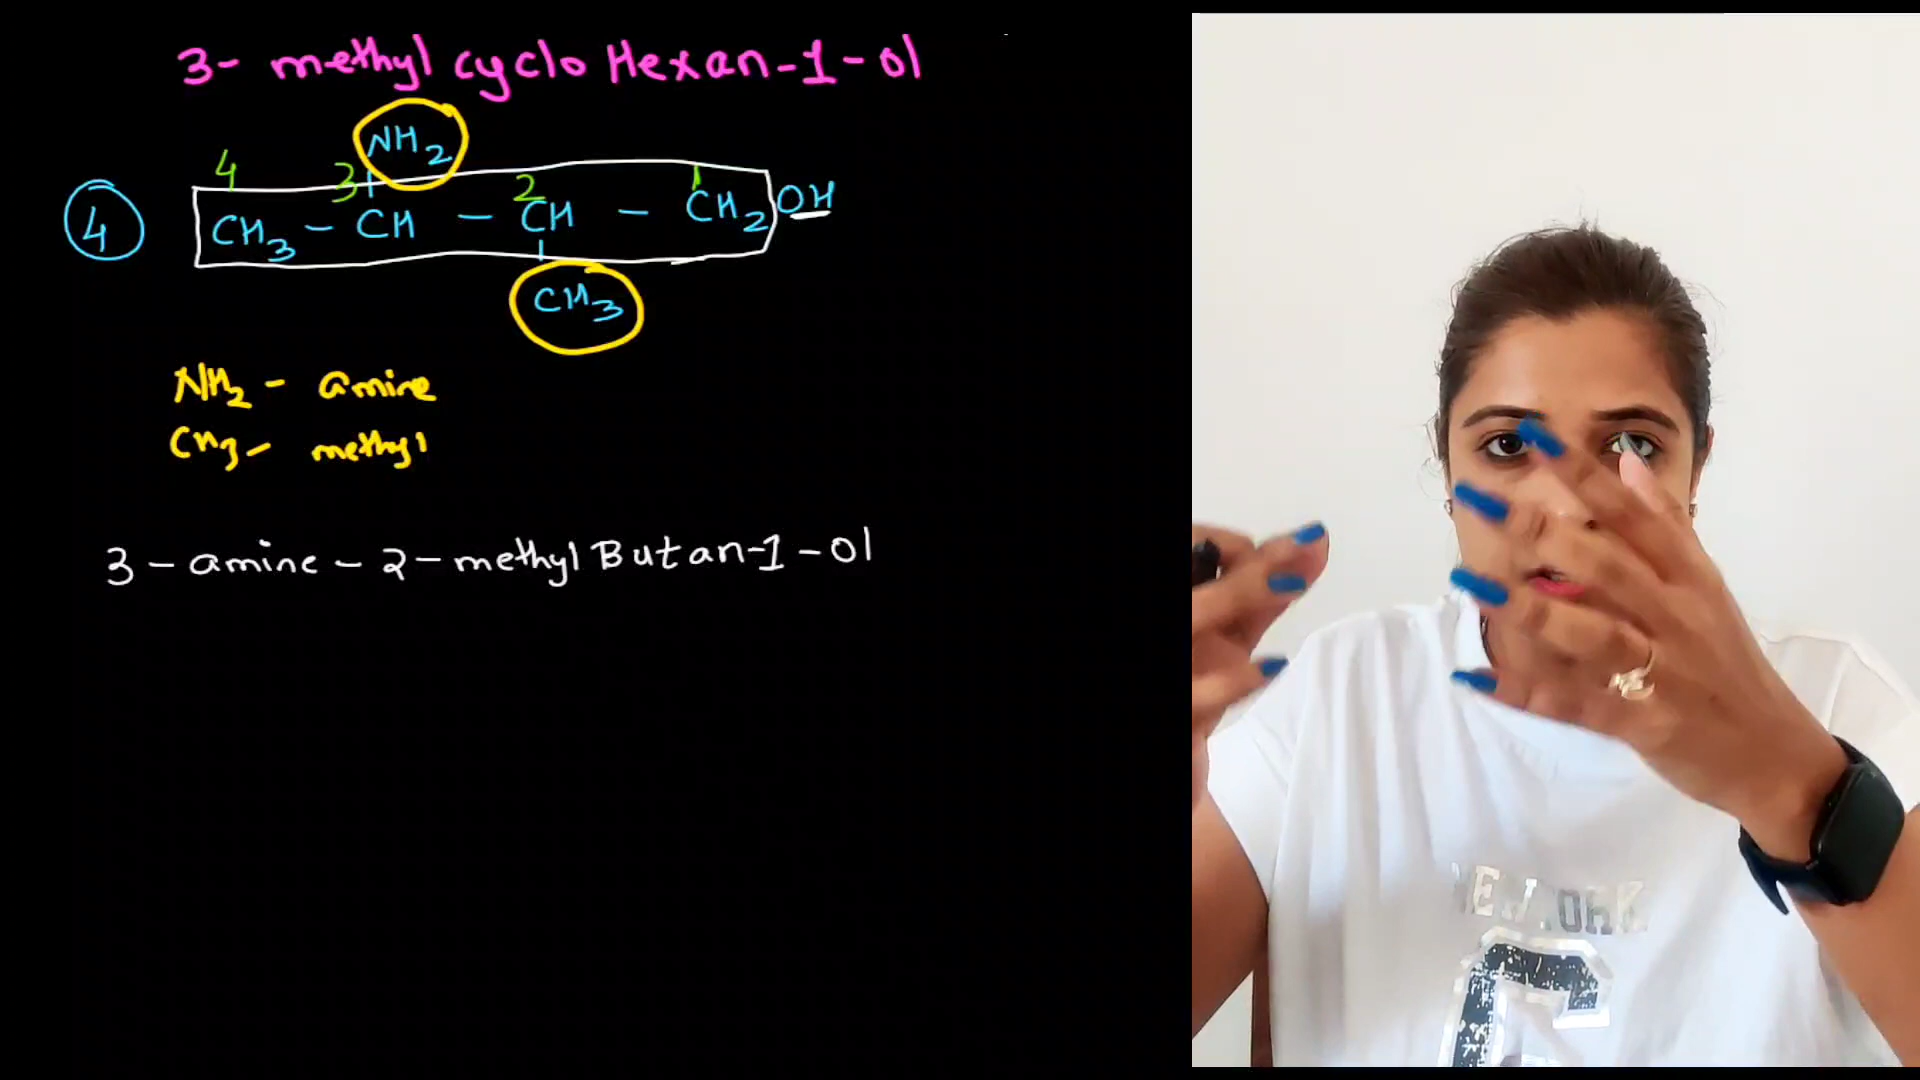 3- methyl cyclo Hexan-1-ol
NH2
4 3 2 1
4 CH3 - CH - CH - CH2 OH
CH3
NH2 - amine
CH3 - methyl
3 - amine - 2 - methyl Butan-1-ol
NEW YORK